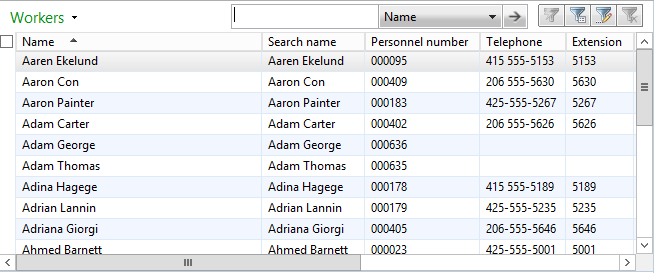 Workers Name
Name Search name Personnel number Telephone Extension
Aaren Ekelund Aaren Ekelund 000095 415 555-5153 5153
Aaron Con Aaron Con 000409 206 555-5630 5630
Aaron Painter Aaron Painter 000183 425-555-5267 5267
Adam Carter Adam Carter 000402 206 555-5626 5626
Adam George Adam George 000636
Adam Thomas Adam Thomas 000635
Adina Hagege Adina Hagege 000178 415 555-5189 5189
Adrian Lannin Adrian Lannin 000179 425-555-5235 5235
Adriana Giorgi Adriana Giorgi 000405 206-555-5646 5646
Ahmed Barnett Ahmed Barnett 000023 425-555-5001 5001